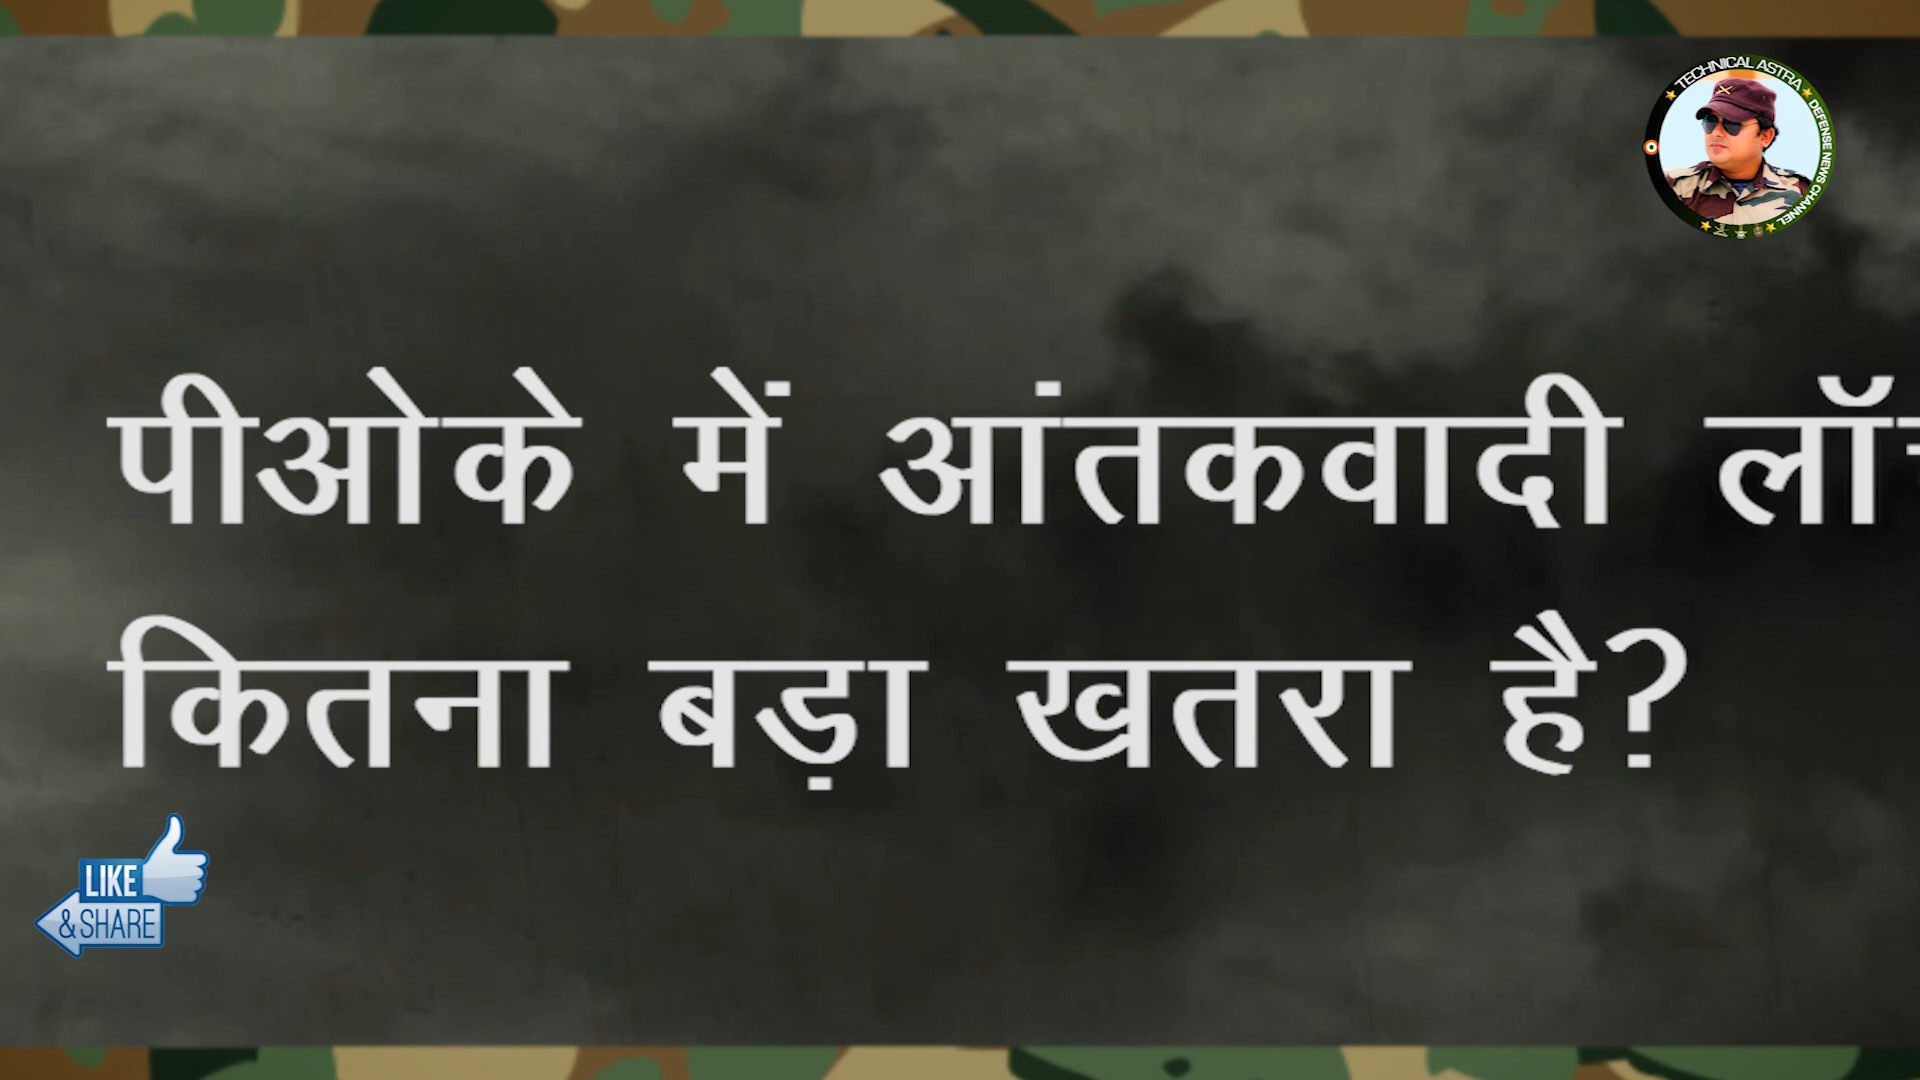 TECHNICAL ASTRA
DEFENSE NEWS CHANNEL
पीओके में आंतकवादी
कितना बड़ा खतरा है?
LIKE
& SHARE